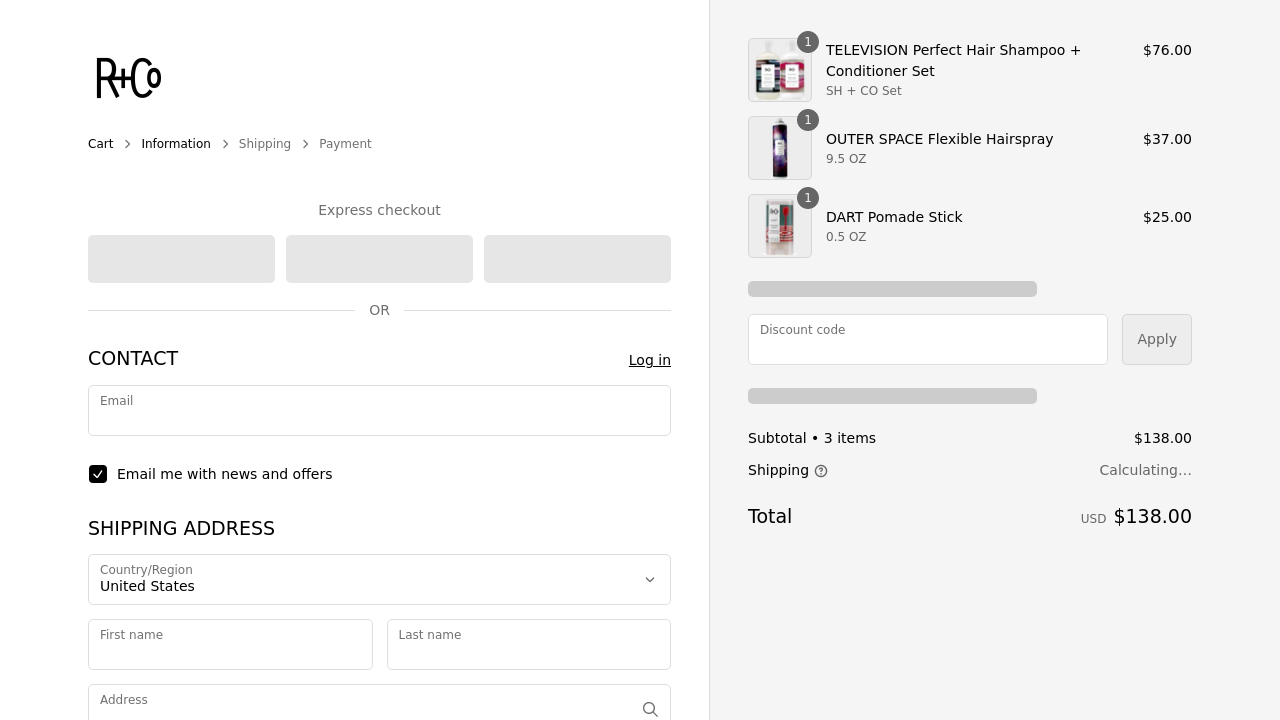 R+Co
Cart
Information
Shipping
Payment
Express checkout
OR
CONTACT
Log in
Email
Email me with news and offers
SHIPPING ADDRESS
Country/Region
United States
First name
Last name
Address
1
TELEVISION Perfect Hair Shampoo +
Conditioner Set
SH + CO Set
$76.00
1
OUTER SPACE Flexible Hairspray
9.5 OZ
$37.00
1
DART Pomade Stick
0.5 OZ
$25.00
Discount code
Apply
Subtotal • 3 items
$138.00
Shipping
Calculating...
Total
USD $138.00